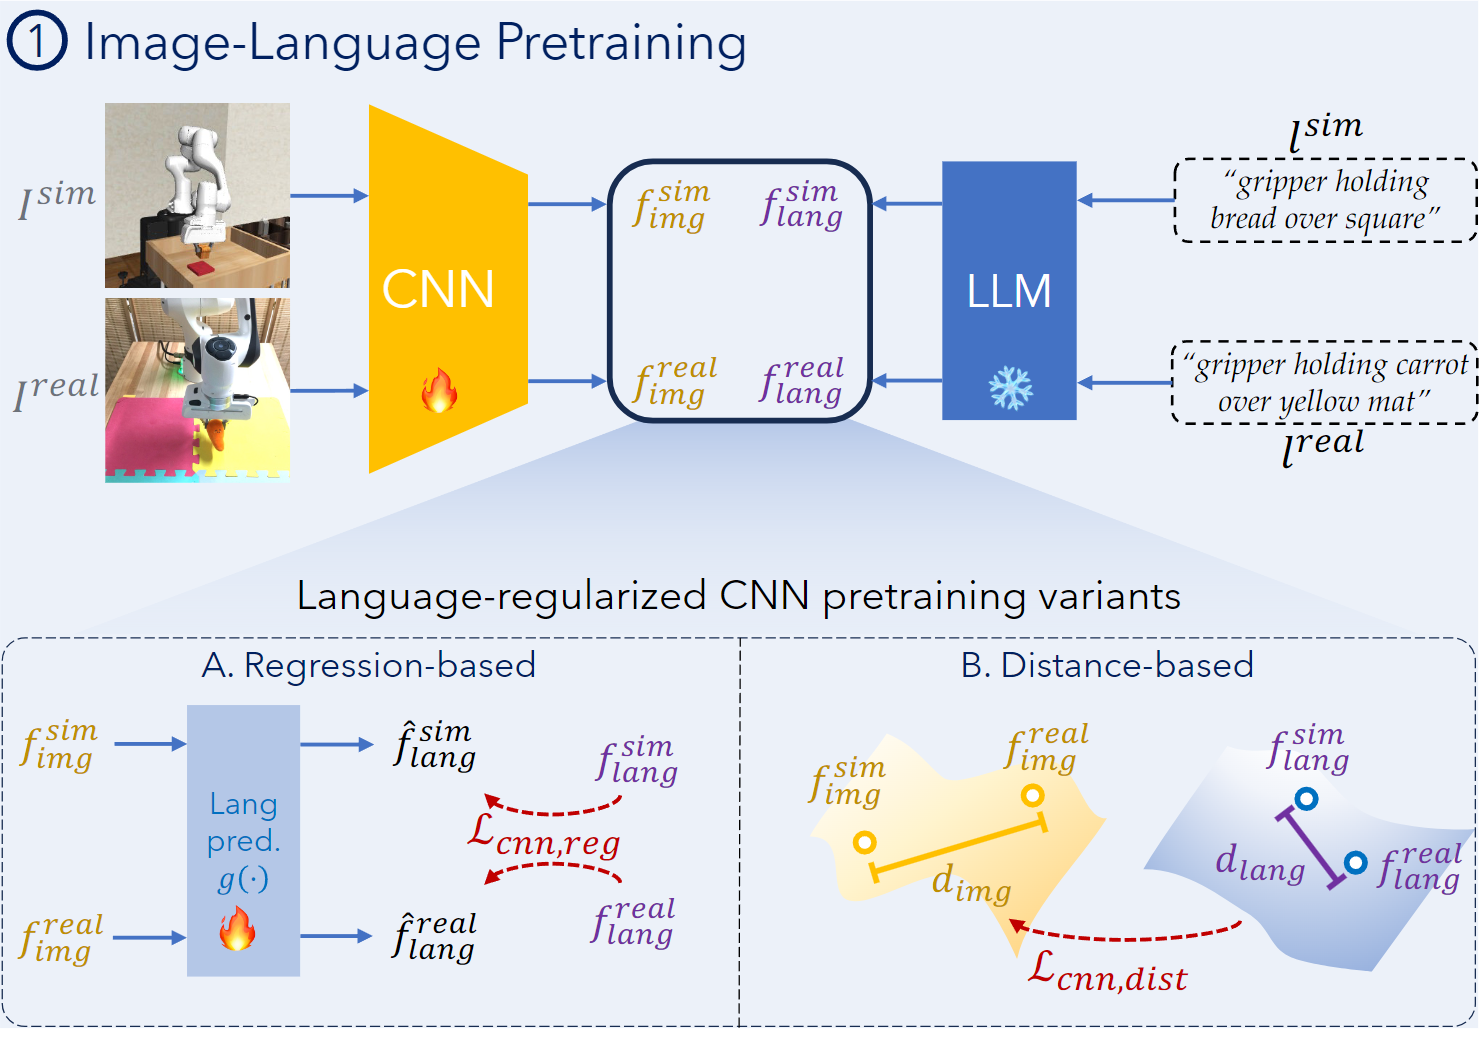 1 Image-Language Pretraining
I^{sim}
I^{real}
CNN
f_{img}^{sim} f_{lang}^{sim}
f_{img}^{real} f_{lang}^{real}
LLM
l^{sim}
“gripper holding
bread over square”
“gripper holding carrot
over yellow mat”
l^{real}
Language-regularized CNN pretraining variants
A. Regression-based
f_{img}^{sim}
f_{img}^{real}
Lang
pred.
g(·)
\hat{f}_{lang}^{sim}
\hat{f}_{lang}^{real}
f_{lang}^{sim}
ℒ_{cnn,reg}
f_{lang}^{real}
B. Distance-based
f_{img}^{sim}
f_{img}^{real}
d_{img}
f_{lang}^{sim}
d_{lang}
f_{lang}^{real}
ℒ_{cnn,dist}